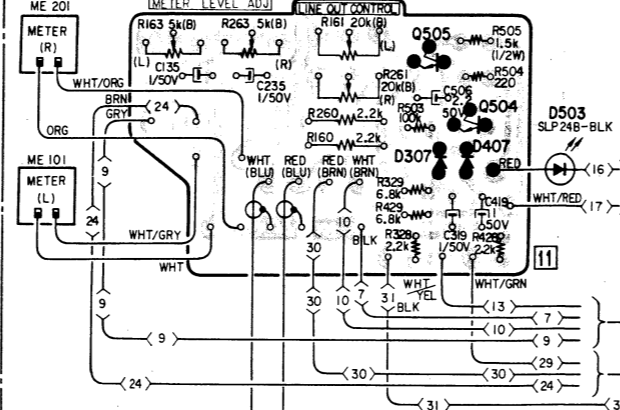 ME 201
METER LEVEL ADJ
LINE OUT CONTROL
METER
(R)
R163 5k(B)
R263 5k(B)
R161 20k(B)
(L)
(L)
(R)
C135
1/50V
C235
1/50V
Q505
R505
1.5k
(1/2W)
R504
220
R261
20k(B)
(R)
C506
2.2
50V
Q504
R503
100k
WHT/ORG
BRN
24
GRY
ORG
R260
2.2k
R160
2.2k
D503
SLP24B-BLK
D307
D407
RED
16
ME 101
METER
(L)
9
WHT
(BLU)
RED
(BLU)
RED
(BRN)
WHT
(BRN)
R329
6.8k
R429
6.8k
C419
1
50V
WHT/RED
17
24
WHT/GRY
WHT
30
10
BLK
R328
2.2k
C319
1/50V
R428
2.2k
11
WHT
YEL
WHT/GRN
9
30
10
7
31
BLK
13
7
10
9
9
29
30
30
24
24
31
3